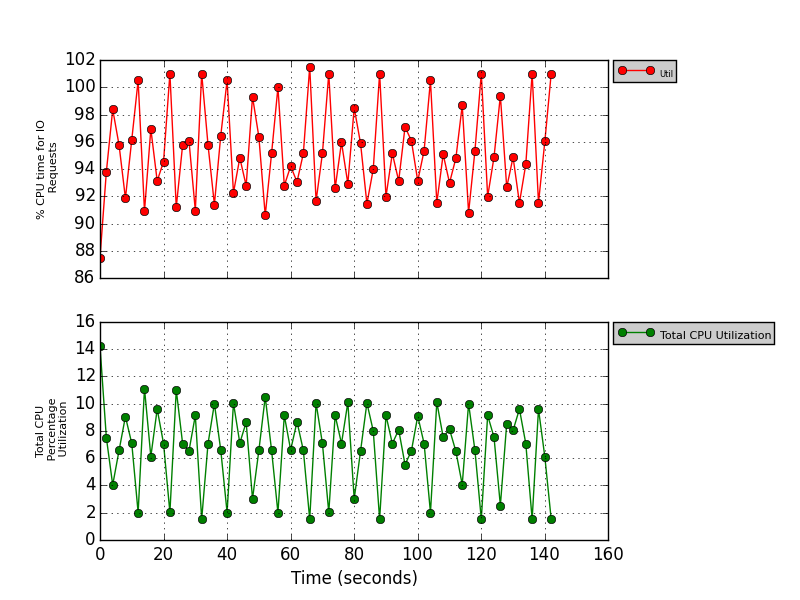 102
100
98
96
94
92
90
88
86
% CPU time for IO
Requests
Util
16
14
12
10
8
6
4
2
0
Total CPU
Percentage
Utilization
Total CPU Utilization
0 20 40 60 80 100 120 140 160
Time (seconds)